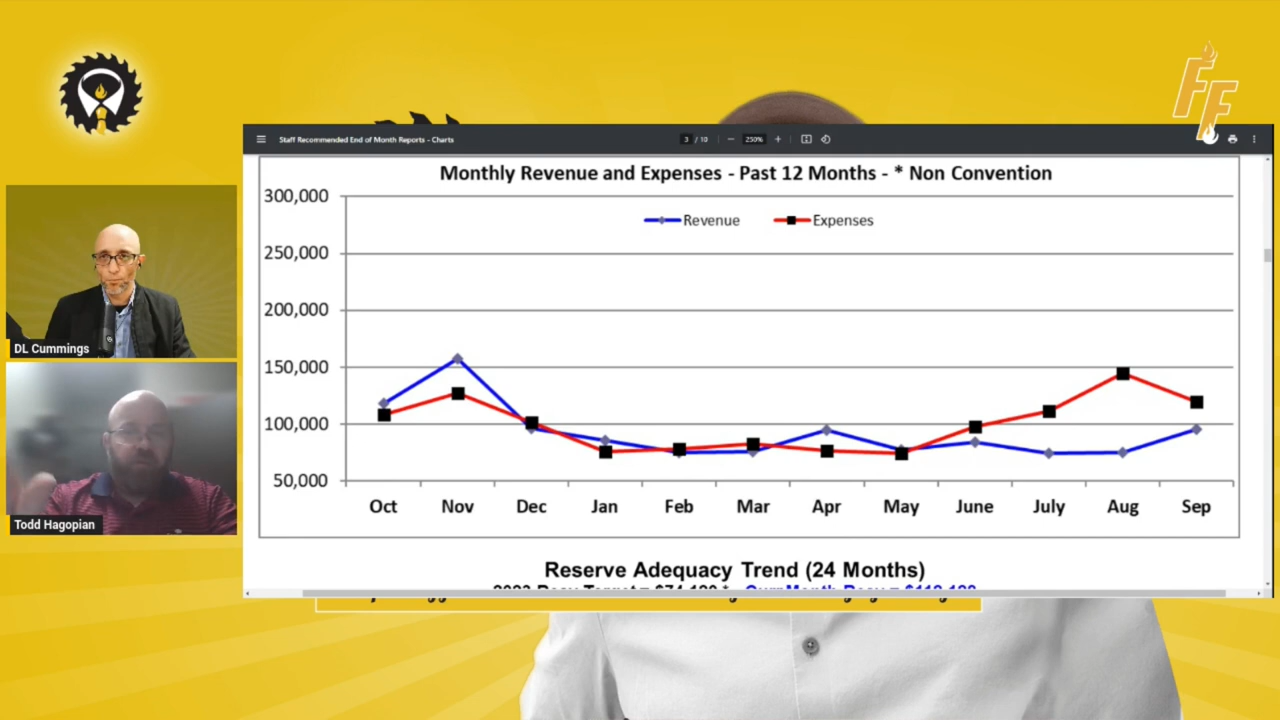 FF
Staff Recommended End of Month Reports - Charts
3 / 10
250%
Monthly Revenue and Expenses - Past 12 Months - * Non Convention
300,000
Revenue
Expenses
250,000
200,000
150,000
100,000
50,000
Oct Nov Dec Jan Feb Mar Apr May June July Aug Sep
Reserve Adequacy Trend (24 Months)
DL Cummings
Todd Hagopian